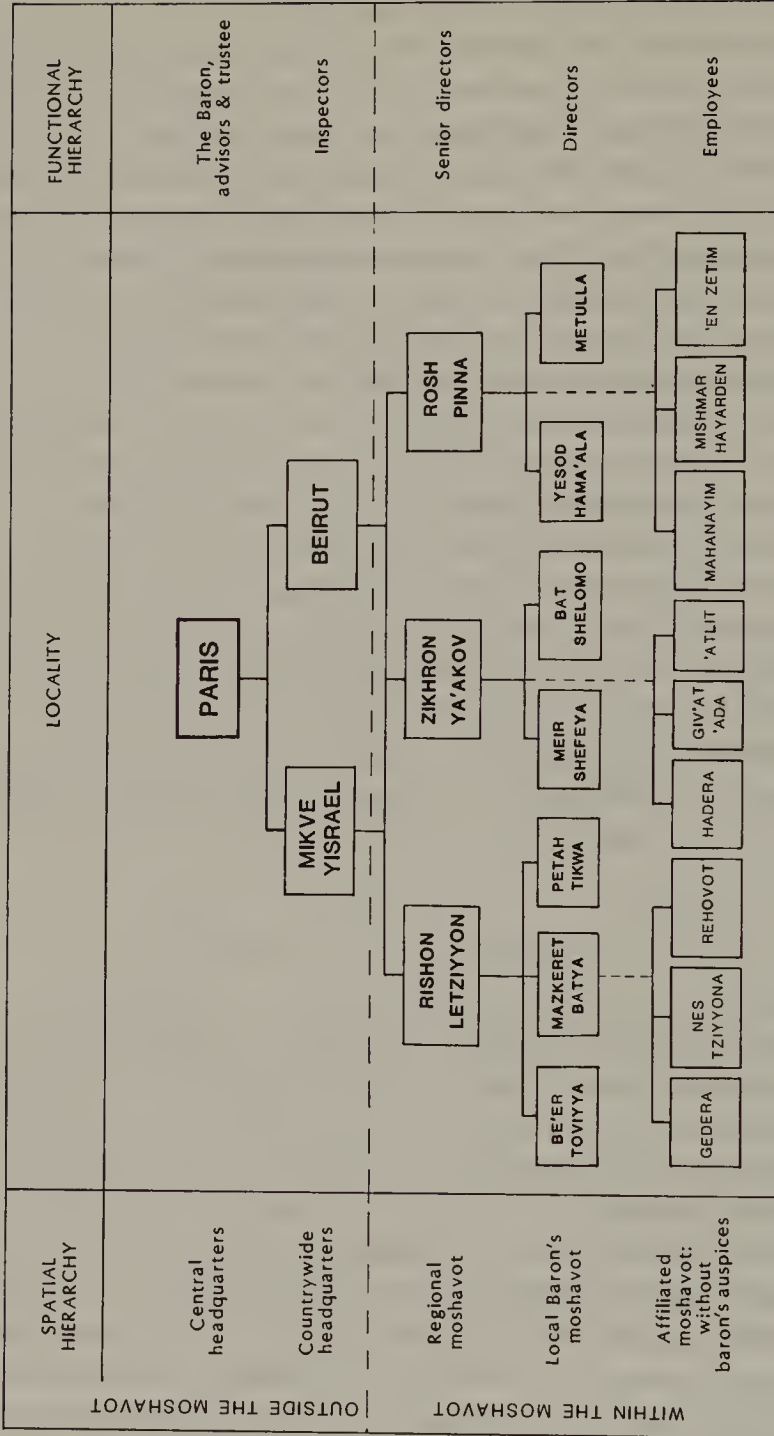 SPATIAL
HIERARCHY
LOCALITY
FUNCTIONAL
HIERARCHY
OUTSIDE THE MOSHAVOT
Central
headquarters
PARIS
The Baron,
advisors & trustee
Countrywide
headquarters
MIKVE
YISRAEL
BEIRUT
Inspectors
WITHIN THE MOSHAVOT
Regional
moshavot
RISHON
LETZIYYON
ZIKHRON
YA'AKOV
ROSH
PINNA
Senior directors
Local Baron's
moshavot
BE'ER
TOVIYYA
MAZKERET
BATYA
PETAH
TIKWA
MEIR
SHEFEYA
BAT
SHELOMO
YESOD
HAMA'ALA
METULLA
Directors
Affiliated
moshavot:
without
baron's auspices
GEDERA
NES
TZIYYONA
REHOVOT
HADERA
GIV'AT
'ADA
'ATLIT
MAHANAYIM
MISHMAR
HAYARDEN
'EN ZETIM
Employees